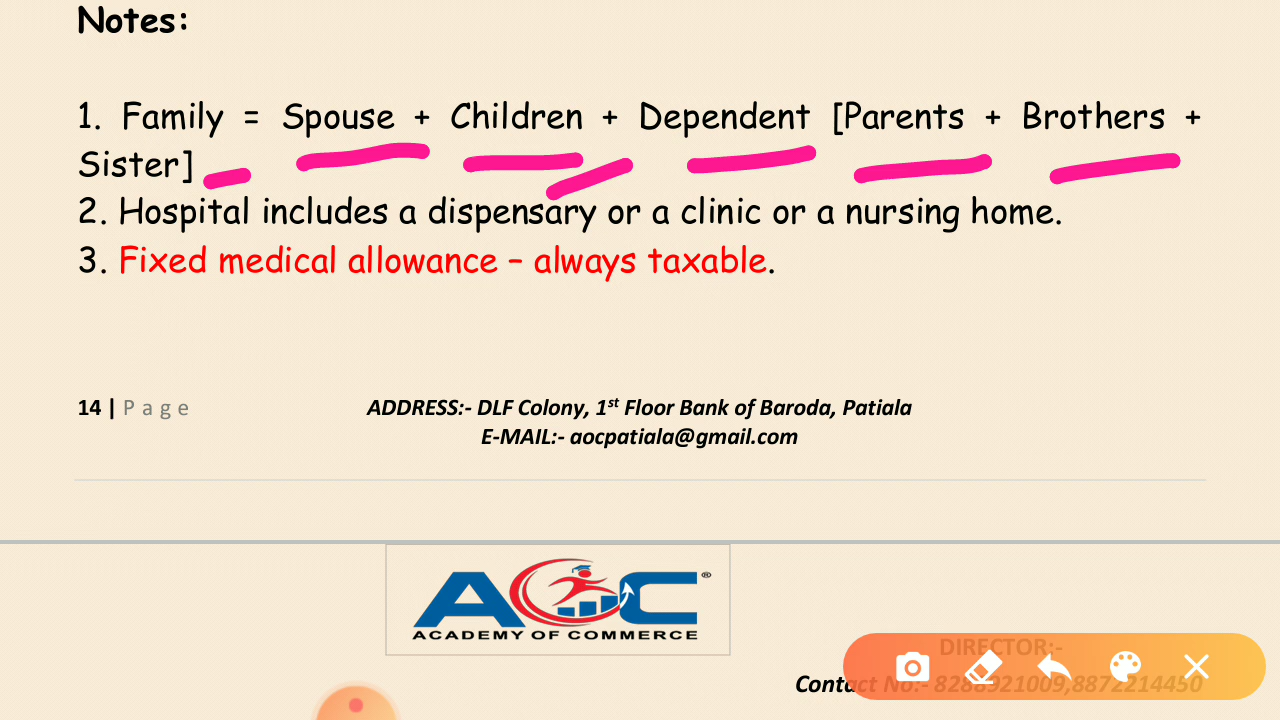 Notes:
1. Family = Spouse + Children + Dependent [Parents + Brothers +
Sister]
2. Hospital includes a dispensary or a clinic or a nursing home.
3. Fixed medical allowance – always taxable.
14 | Page
ADDRESS:- DLF Colony, 1st Floor Bank of Baroda, Patiala
E-MAIL:- aocpatiala@gmail.com
AOC ®
ACADEMY OF COMMERCE
DIRECTOR:-
Contact No:- 8288921009,8872214450